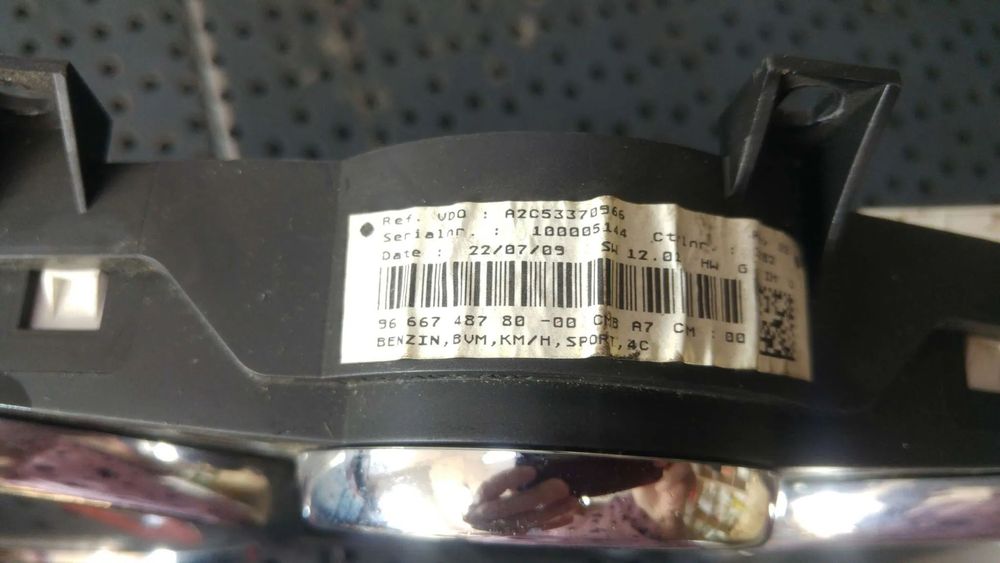 Ref. VDO : A2C53370966
Serialnr. : 100005144 Ctrlnr. :
Date : 22/07/09 SW 12.01 HW G
96 667 487 80 -00 CMB A7 CM : 00
BENZIN,BVM,KM/H,SPORT,4C